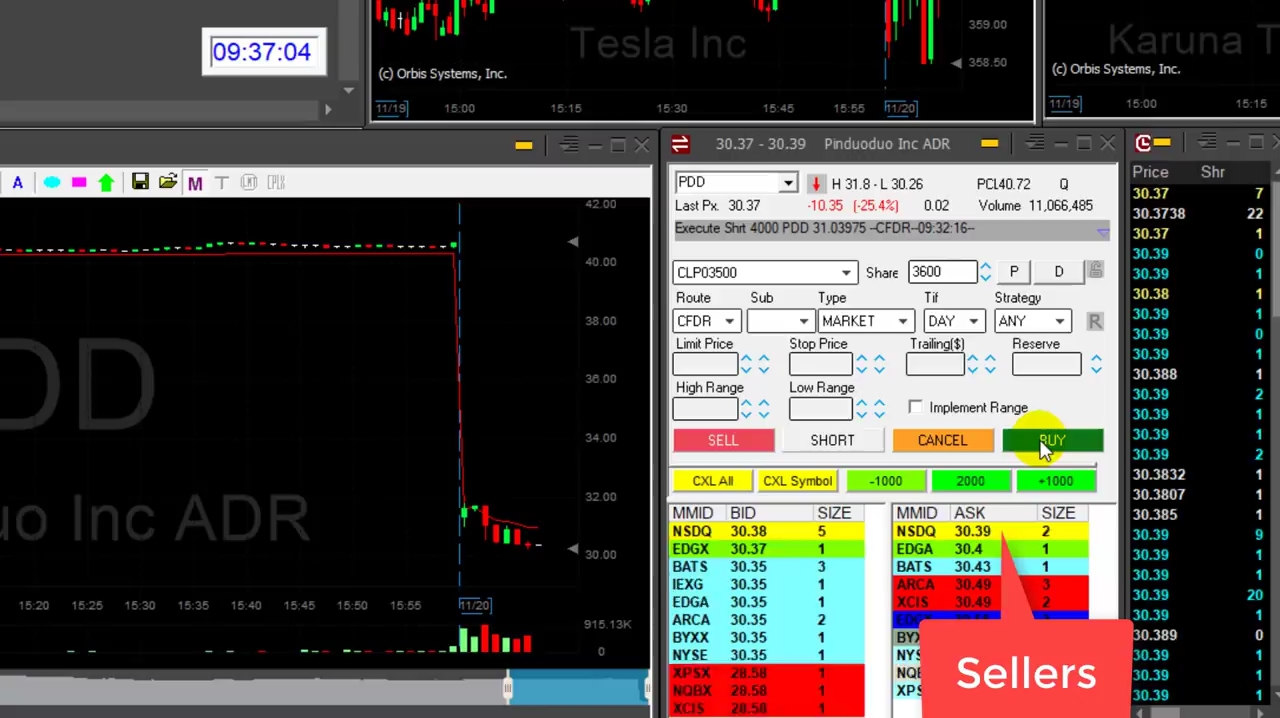 09:37:04
Tesla Inc
(c) Orbis Systems, Inc.
359.00
358.50
11/19 15:00 15:15 15:30 15:45 15:55 11/20
Karuna T
(c) Orbis Systems, Inc.
11/19 15:00 15:15
A M T
42.00
40.00
38.00
36.00
34.00
32.00
30.00
DD
duo Inc ADR
15:20 15:25 15:30 15:35 15:40 15:45 15:50 15:55 11/20
915.13K
0
30.37 - 30.39 Pinduoduo Inc ADR
PDD H 31.8 - L 30.26 PCL40.72 Q
Last Px. 30.37 -10.35 (-25.4%) 0.02 Volume 11,066,485
Execute Shrt 4000 PDD 31.03975 --CFDR--09:32:16--
CLP03500 Share 3600 P D
Route Sub Type Tif Strategy
CFDR MARKET DAY ANY R
Limit Price Stop Price Trailing($) Reserve
High Range Low Range
Implement Range
SELL SHORT CANCEL BUY
CXL All CXL Symbol -1000 2000 +1000
MMID BID SIZE
NSDQ 30.38 5
EDGX 30.37 1
BATS 30.35 3
IEXG 30.35 1
EDGA 30.35 1
ARCA 30.35 2
BYXX 30.35 1
NYSE 30.35 1
XPSX 28.58 1
NQBX 28.58 1
XCIS 28.58 1
MMID ASK SIZE
NSDQ 30.39 2
EDGA 30.4 1
BATS 30.43 1
ARCA 30.49 3
XCIS 30.49 2
Sellers
Price Shr
30.37 7
30.3738 22
30.37 1
30.39 0
30.39 1
30.38 1
30.39 1
30.39 0
30.39 1
30.388 1
30.39 2
30.39 1
30.39 1
30.39 2
30.3832 1
30.3807 1
30.385 1
30.39 9
30.39 1
30.39 1
30.39 20
30.39 1
30.389 0
30.39 1
30.39 1
30.39 1